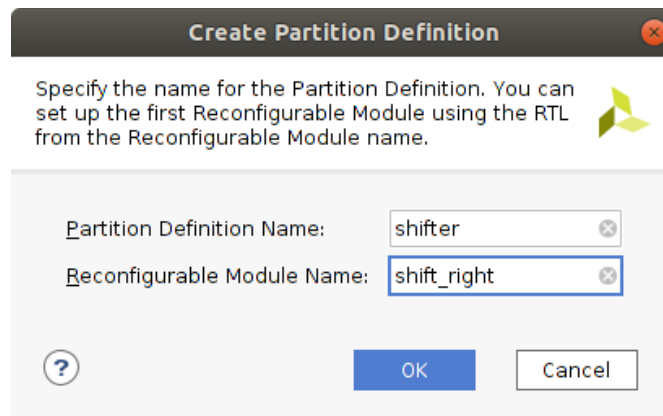 Create Partition Definition
Specify the name for the Partition Definition. You can
set up the first Reconfigurable Module using the RTL
from the Reconfigurable Module name.
Partition Definition Name: shifter
Reconfigurable Module Name: shift_right
? OK Cancel